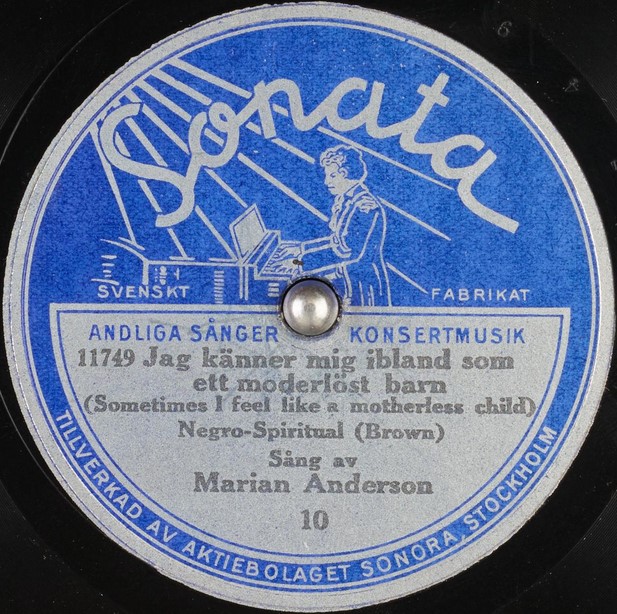 6
Sonata
SVENSKT FABRIKAT
ANDLIGA SÅNGER KONSERTMUSIK
11749 Jag känner mig ibland som
ett moderlöst barn
(Sometimes I feel like a motherless child)
Negro-Spiritual (Brown)
Sång av
Marian Anderson
10
TILLVERKAD AV AKTIEBOLAGET SONORA, STOCKHOLM